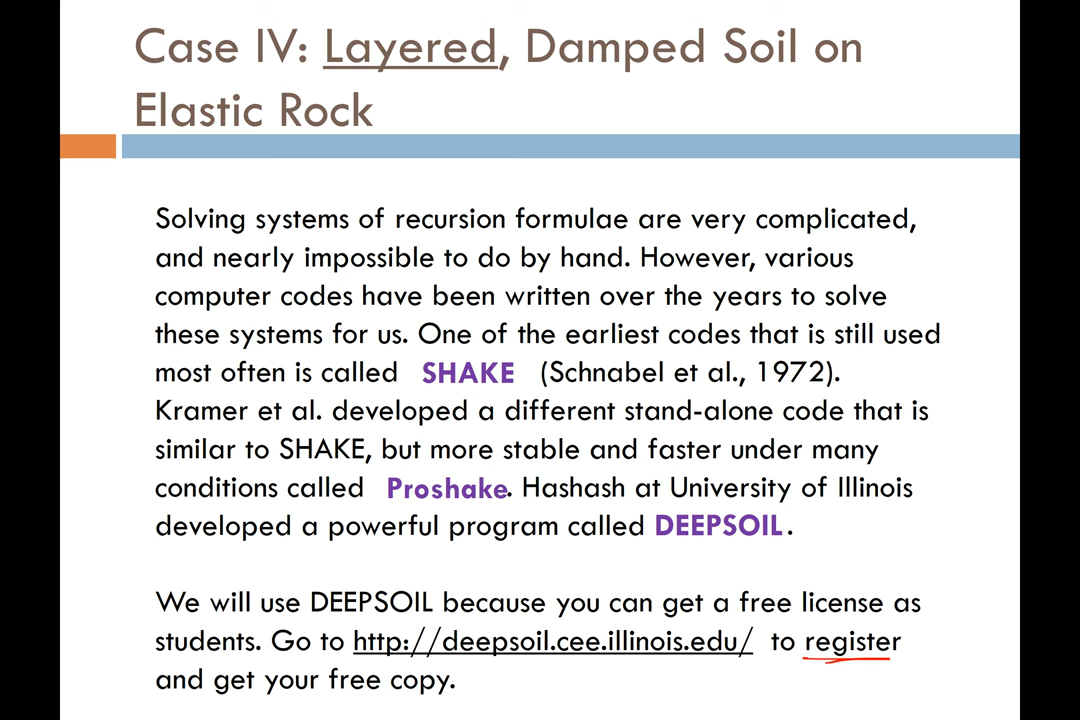 Case IV: Layered, Damped Soil on
Elastic Rock
Solving systems of recursion formulae are very complicated,
and nearly impossible to do by hand. However, various
computer codes have been written over the years to solve
these systems for us. One of the earliest codes that is still used
most often is called SHAKE (Schnabel et al., 1972).
Kramer et al. developed a different stand-alone code that is
similar to SHAKE, but more stable and faster under many
conditions called Proshake. Hashash at University of Illinois
developed a powerful program called DEEPSOIL.
We will use DEEPSOIL because you can get a free license as
students. Go to http://deepsoil.cee.illinois.edu/ to register
and get your free copy.